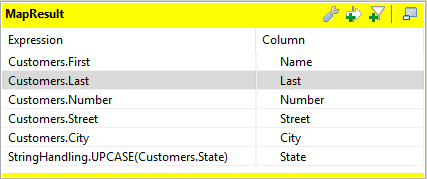 MapResult
Expression Column
Customers.First Name
Customers.Last Last
Customers.Number Number
Customers.Street Street
Customers.City City
StringHandling.UPCASE(Customers.State) State